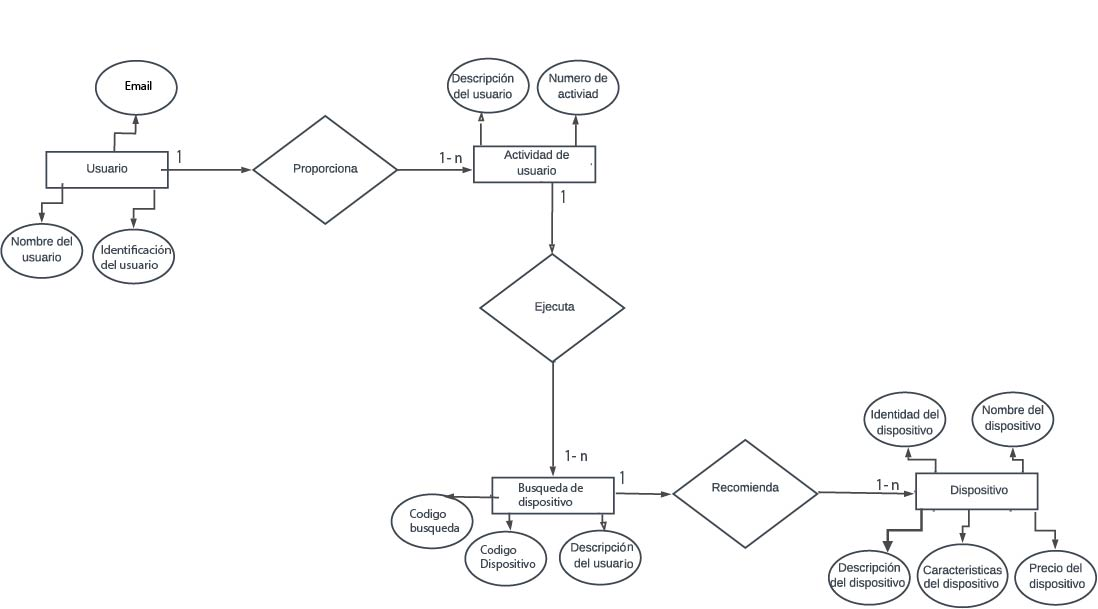 Email
Descripción
del usuario
Numero de
activiad
Usuario
1
Proporciona
1- n
Actividad de
usuario
1
Nombre del
usuario
Identificación
del usuario
Ejecuta
1- n
Busqueda de
dispositivo
1
Recomienda
1- n
Dispositivo
Identidad del
dispositivo
Nombre del
dispositivo
Codigo
busqueda
Codigo
Dispositivo
Descripción
del usuario
Descripción
del dispositivo
Caracteristicas
del dispositivo
Precio del
dispositivo